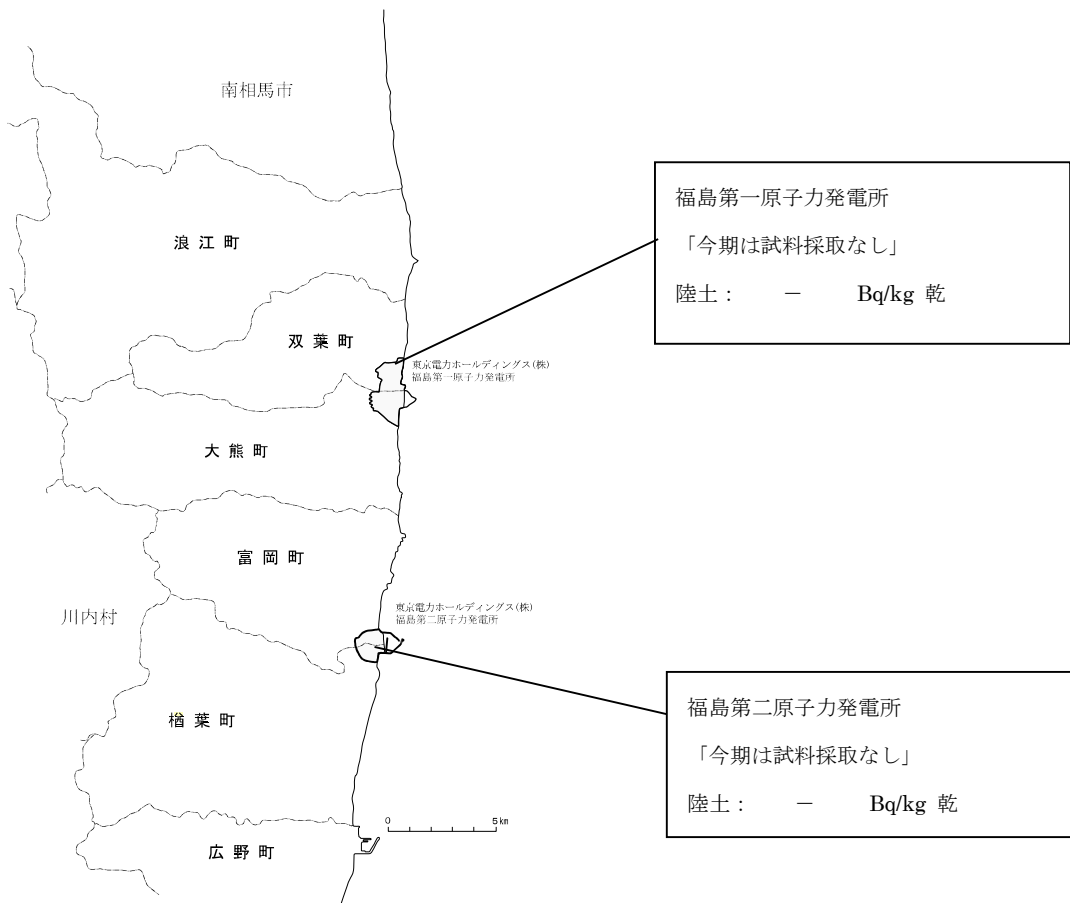 南相馬市
福島第一原子力発電所
「今期は試料採取なし」
陸土： － Bq/kg 乾
浪江町
双葉町
東京電力ホールディングス(株)
福島第一原子力発電所
大熊町
富岡町
東京電力ホールディングス(株)
福島第二原子力発電所
川内村
福島第二原子力発電所
「今期は試料採取なし」
陸土： － Bq/kg 乾
楢葉町
0 5km
広野町